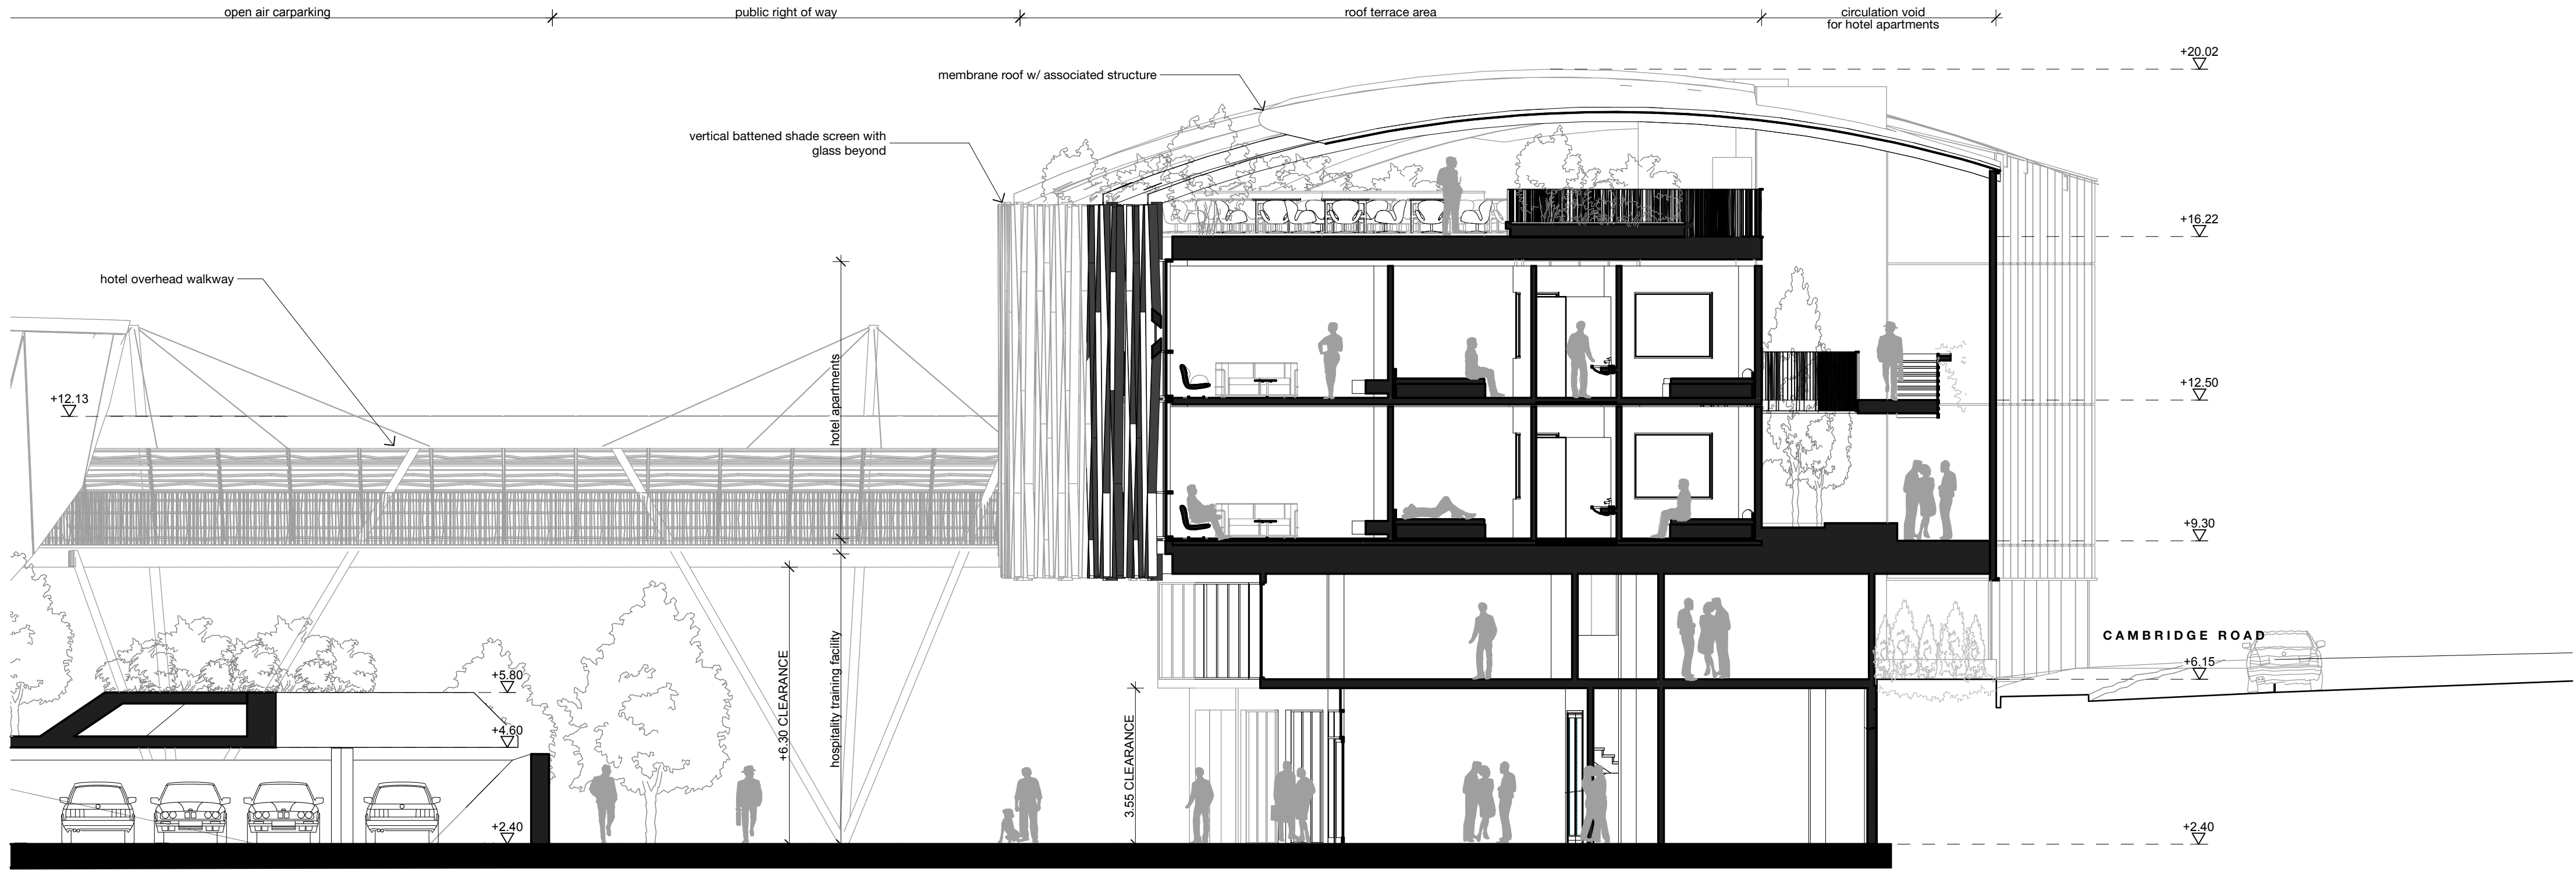 open air carparking
public right of way
roof terrace area
circulation void
for hotel apartments
+20.02
membrane roof w/ associated structure
vertical battened shade screen with
glass beyond
+16.22
hotel overhead walkway
hotel apartments
+12.13
+12.50
+9.30
CAMBRIDGE ROAD
+6.15
+5.80
+4.60
+6.30 CLEARANCE
hospitality training facility
3.55 CLEARANCE
+2.40
+2.40